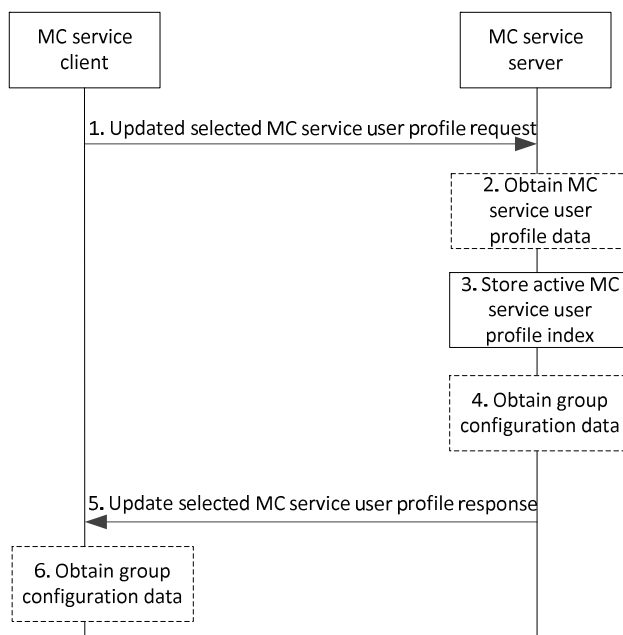 MC service
client
MC service
server
1. Updated selected MC service user profile request
2. Obtain MC
service user
profile data
3. Store active MC
service user
profile index
4. Obtain group
configuration data
5. Update selected MC service user profile response
6. Obtain group
configuration data